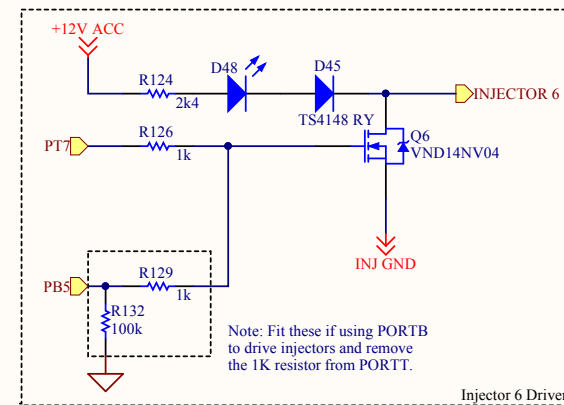 +12V ACC
R124
2k4
D48
D45
TS4148 RY
INJECTOR 6
PT7
R126
1k
Q6
VND14NV04
INJ GND
PB5
R129
1k
R132
100k
Note: Fit these if using PORTB
to drive injectors and remove
the 1K resistor from PORTT.
Injector 6 Driver